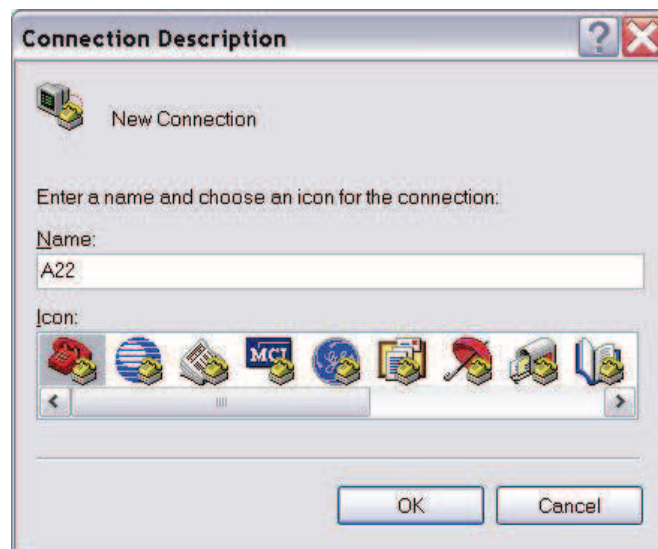 Connection Description
New Connection
Enter a name and choose an icon for the connection:
Name:
A22
Icon:
MCI
OK
Cancel